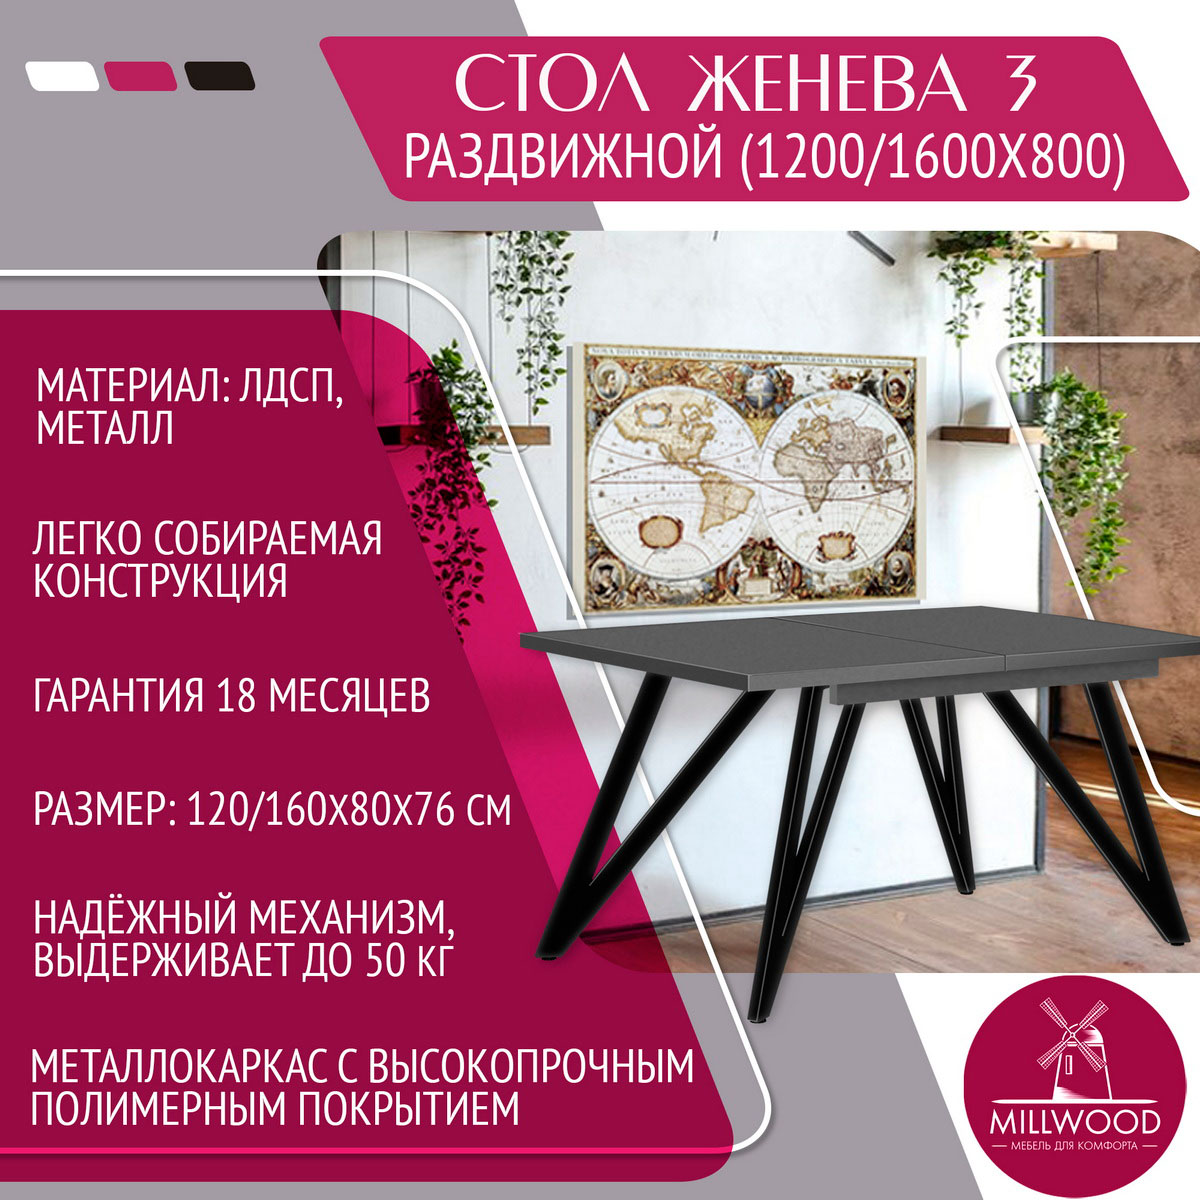 СТОЛ ЖЕНЕВА 3
РАЗДВИЖНОЙ (1200/1600Х800)
МАТЕРИАЛ: ЛДСП,
МЕТАЛЛ
ЛЕГКО СОБИРАЕМАЯ
КОНСТРУКЦИЯ
ГАРАНТИЯ 18 МЕСЯЦЕВ
РАЗМЕР: 120/160Х80Х76 СМ
НАДЁЖНЫЙ МЕХАНИЗМ,
ВЫДЕРЖИВАЕТ ДО 50 КГ
МЕТАЛЛОКАРКАС С ВЫСОКОПРОЧНЫМ
ПОЛИМЕРНЫМ ПОКРЫТИЕМ
MILLWOOD
— МЕБЕЛЬ ДЛЯ КОМФОРТА —